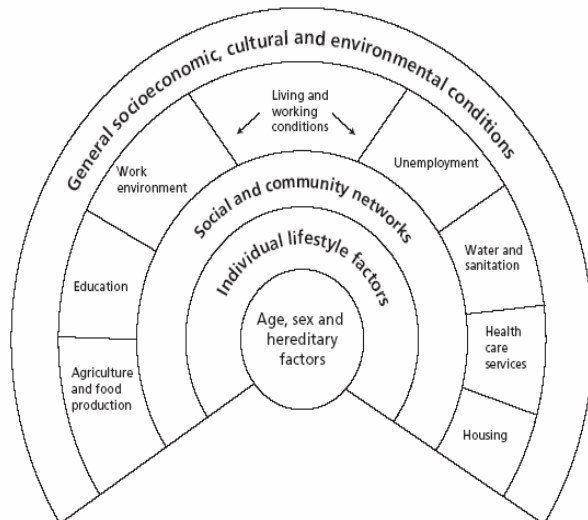 General socioeconomic, cultural and environmental conditions
Living and
working
conditions
Work
environment
Unemployment
Social and community networks
Education
Water and
sanitation
Individual lifestyle factors
Age, sex and
hereditary
factors
Agriculture
and food
production
Health
care
services
Housing